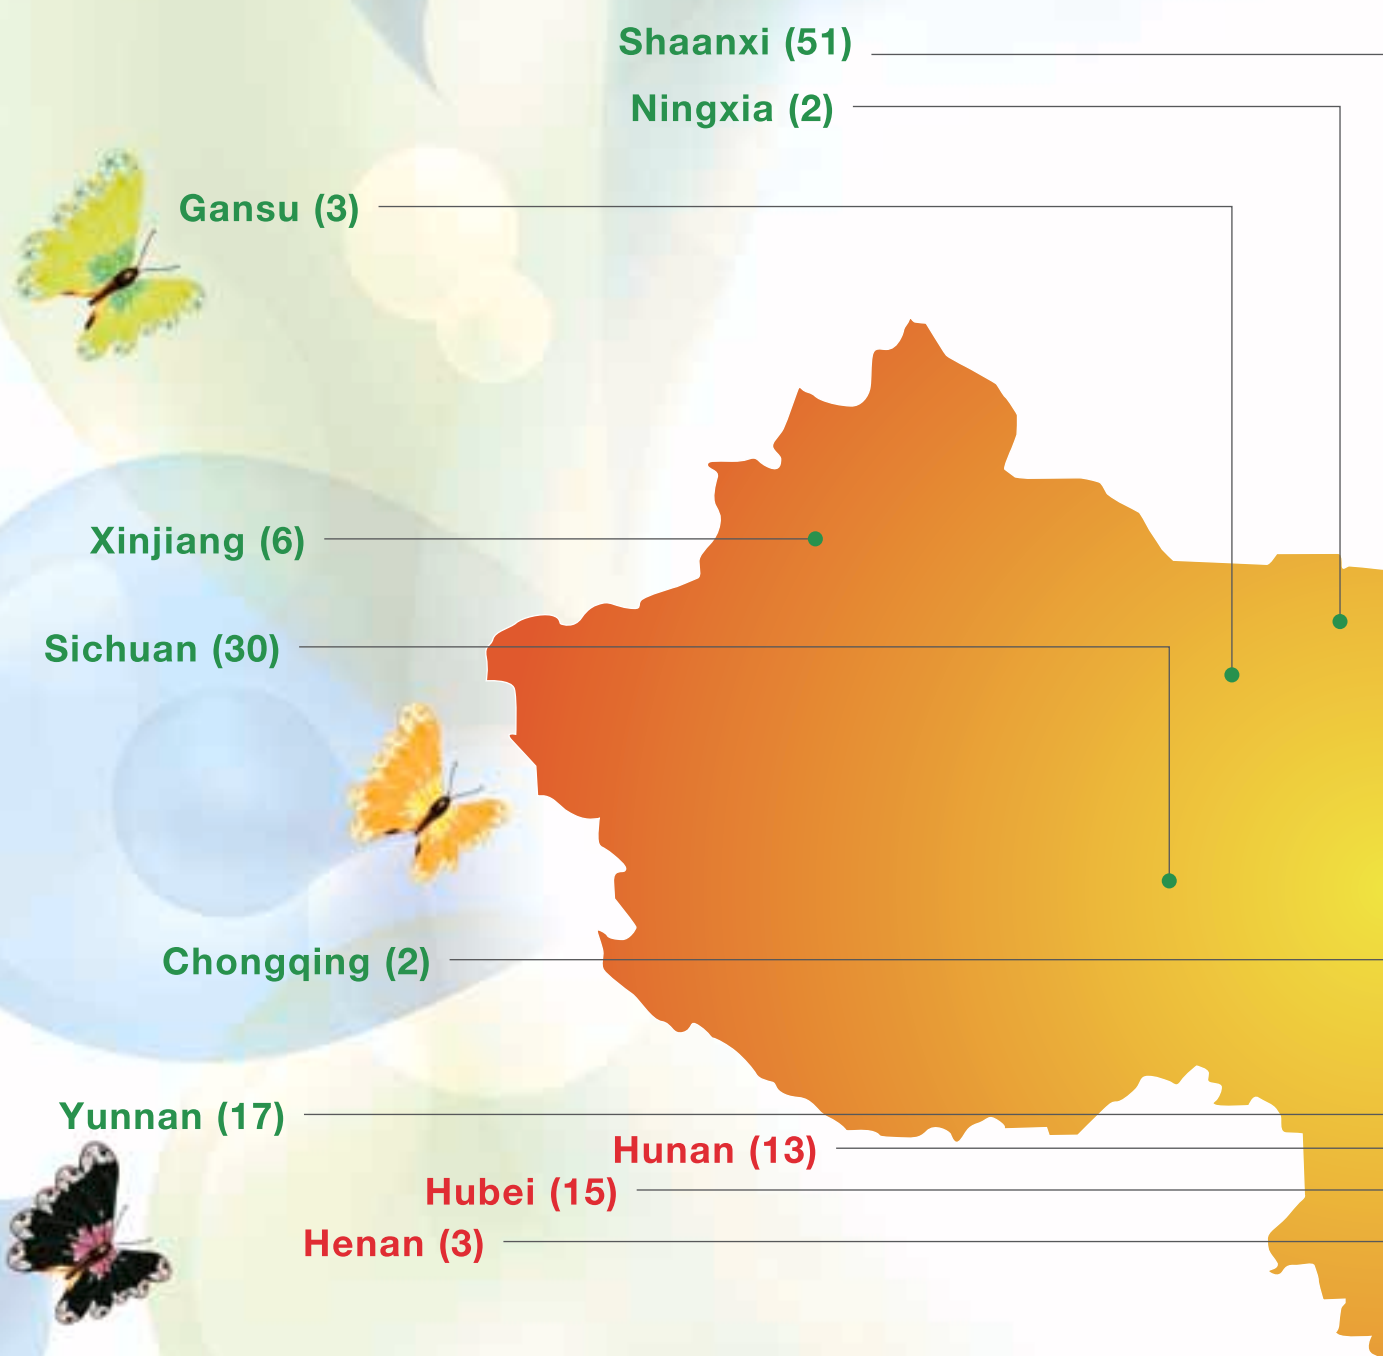 Shaanxi (51)
Ningxia (2)
Gansu (3)
Xinjiang (6)
Sichuan (30)
Chongqing (2)
Yunnan (17)
Hunan (13)
Hubei (15)
Henan (3)